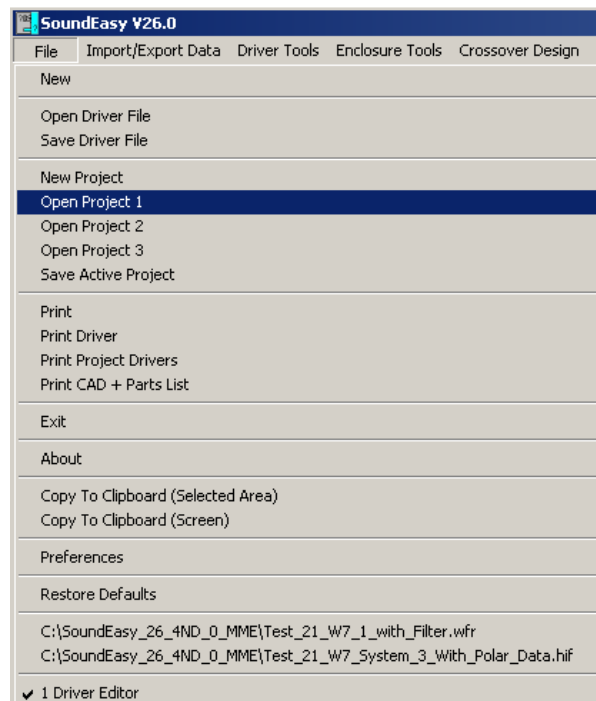 SoundEasy V26.0
File Import/Export Data Driver Tools Enclosure Tools Crossover Design
New
Open Driver File
Save Driver File
New Project
Open Project 1
Open Project 2
Open Project 3
Save Active Project
Print
Print Driver
Print Project Drivers
Print CAD + Parts List
Exit
About
Copy To Clipboard (Selected Area)
Copy To Clipboard (Screen)
Preferences
Restore Defaults
C:\SoundEasy_26_4ND_0_MME\Test_21_W7_1_with_Filter.wfr
C:\SoundEasy_26_4ND_0_MME\Test_21_W7_System_3_With_Polar_Data.hif
✔ 1 Driver Editor